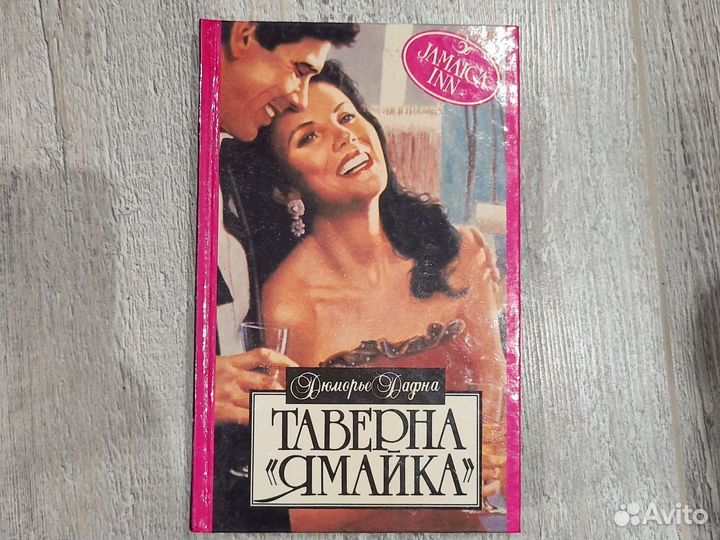 JAMAICA
INN
Дюморье Дафна
ТАВЕРНА
«ЯМАЙКА»
Avito